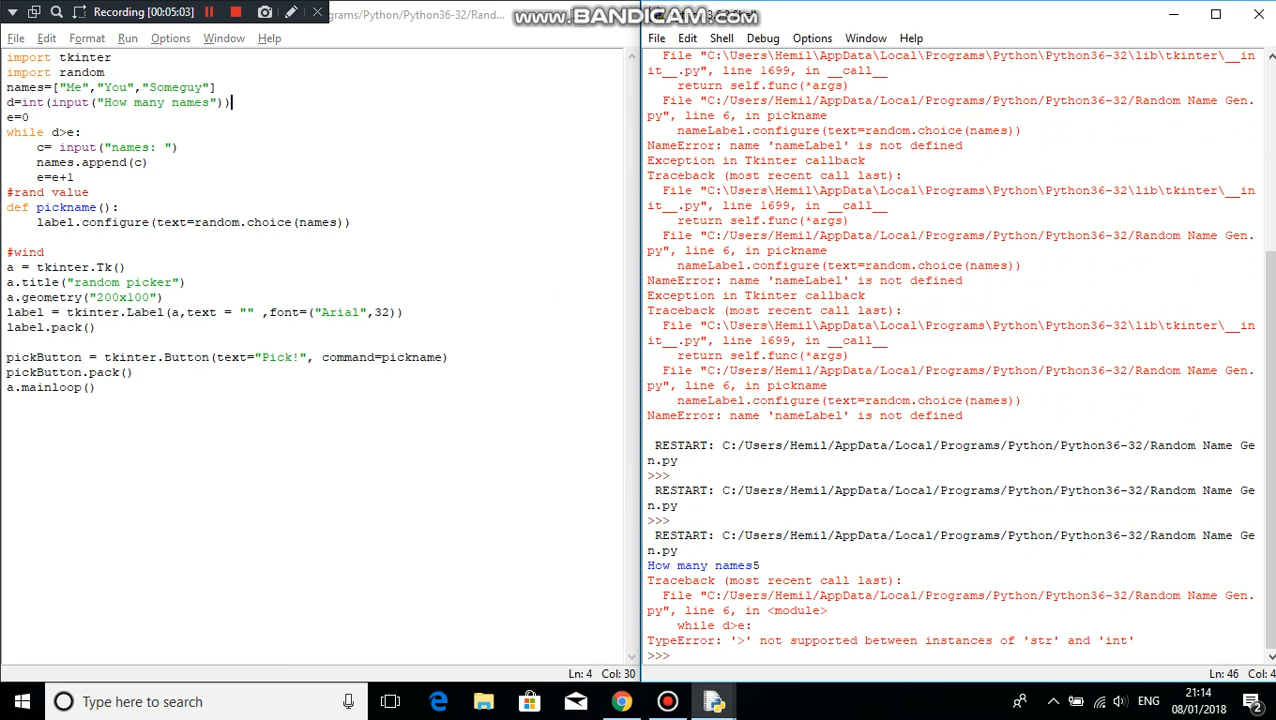 Recording [00:05:03]
ograms/Python/Python36-32/Rand...
www.BANDICAM.com
File Edit Format Run Options Window Help
import tkinter
import random
names=["Me","You","Someguy"]
d=int(input("How many names"))
e=0
while d>e:
    c= input("names: ")
    names.append(c)
    e=e+1
#rand value
def pickname():
    label.configure(text=random.choice(names))
#wind
a = tkinter.Tk()
a.title("random picker")
a.geometry("200x100")
label = tkinter.Label(a,text = "" ,font=("Arial",32))
label.pack()
pickButton = tkinter.Button(text="Pick!", command=pickname)
pickButton.pack()
a.mainloop()
Ln: 4 Col: 30
File Edit Shell Debug Options Window Help
  File "C:\Users\Hemil\AppData\Local\Programs\Python\Python36-32\lib\tkinter\__in
it__.py", line 1699, in __call__
    return self.func(*args)
  File "C:/Users/Hemil/AppData/Local/Programs/Python/Python36-32/Random Name Gen.
py", line 6, in pickname
    nameLabel.configure(text=random.choice(names))
NameError: name 'nameLabel' is not defined
Exception in Tkinter callback
Traceback (most recent call last):
  File "C:\Users\Hemil\AppData\Local\Programs\Python\Python36-32\lib\tkinter\__in
it__.py", line 1699, in __call__
    return self.func(*args)
  File "C:/Users/Hemil/AppData/Local/Programs/Python/Python36-32/Random Name Gen.
py", line 6, in pickname
    nameLabel.configure(text=random.choice(names))
NameError: name 'nameLabel' is not defined
Exception in Tkinter callback
Traceback (most recent call last):
  File "C:\Users\Hemil\AppData\Local\Programs\Python\Python36-32\lib\tkinter\__in
it__.py", line 1699, in __call__
    return self.func(*args)
  File "C:/Users/Hemil/AppData/Local/Programs/Python/Python36-32/Random Name Gen.
py", line 6, in pickname
    nameLabel.configure(text=random.choice(names))
NameError: name 'nameLabel' is not defined
 RESTART: C:/Users/Hemil/AppData/Local/Programs/Python/Python36-32/Random Name Ge
n.py
>>>
 RESTART: C:/Users/Hemil/AppData/Local/Programs/Python/Python36-32/Random Name Ge
n.py
>>>
 RESTART: C:/Users/Hemil/AppData/Local/Programs/Python/Python36-32/Random Name Ge
n.py
How many names5
Traceback (most recent call last):
  File "C:/Users/Hemil/AppData/Local/Programs/Python/Python36-32/Random Name Gen.
py", line 6, in <module>
    while d>e:
TypeError: '>' not supported between instances of 'str' and 'int'
>>>
Ln: 46 Col: 4
Type here to search
ENG
21:14
08/01/2018
2